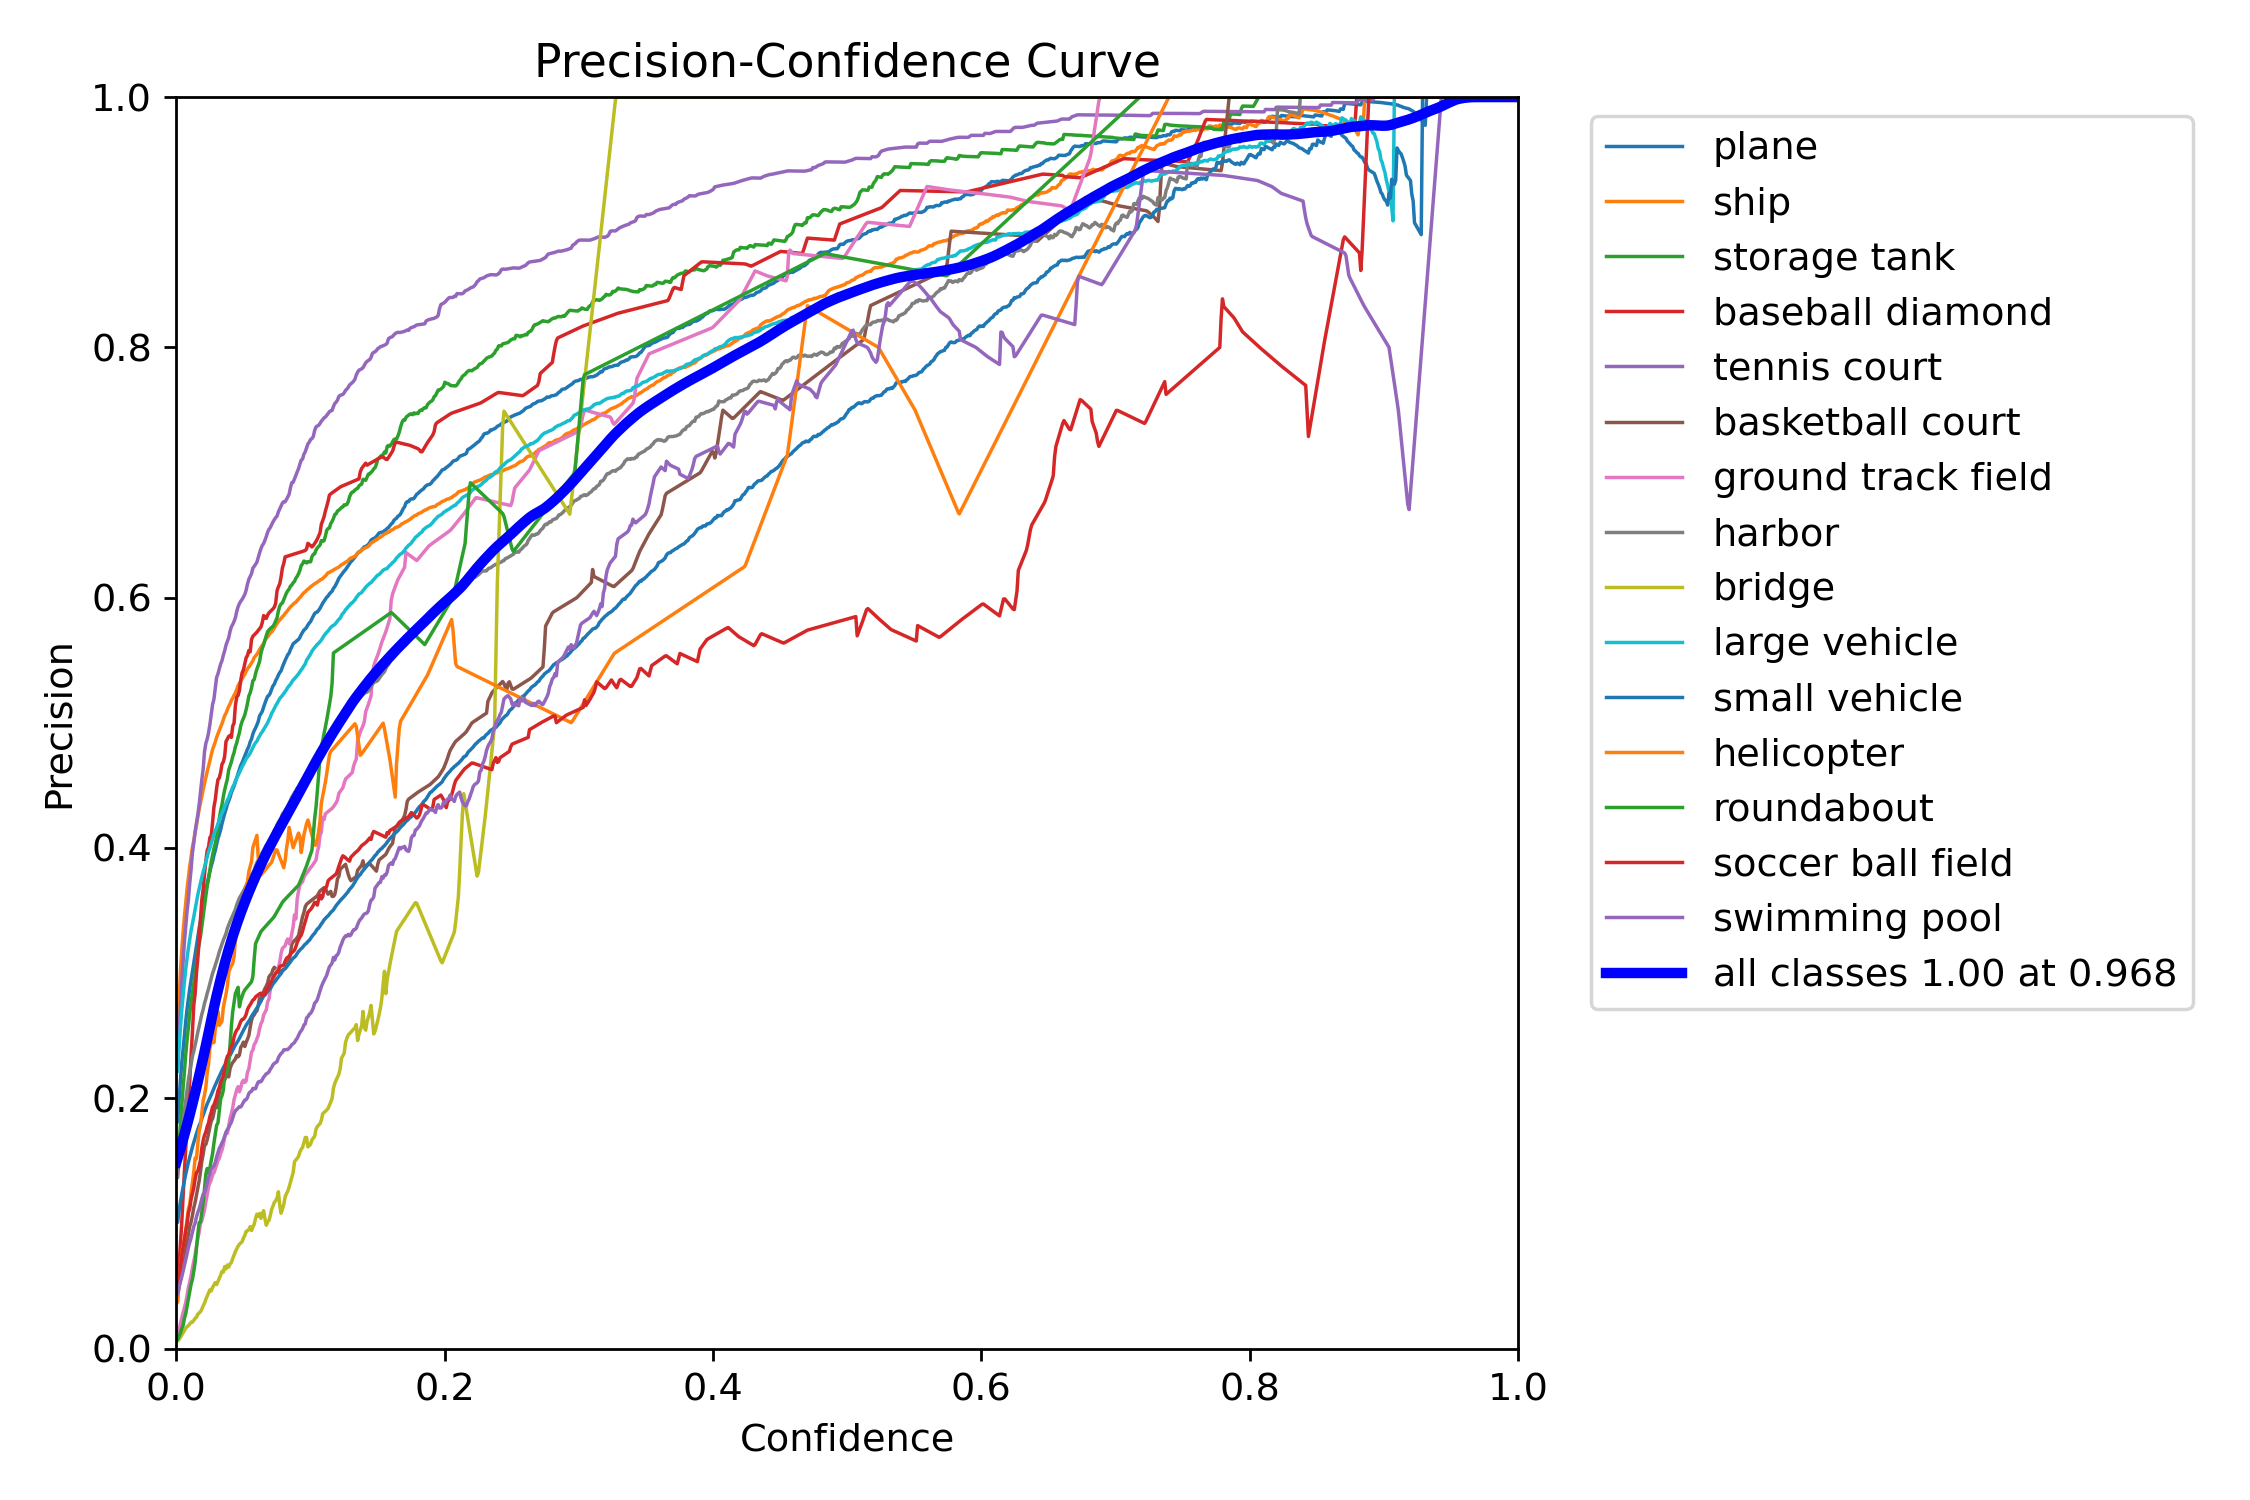 Precision-Confidence Curve
1.0
0.8
0.6
0.4
0.2
0.0
Precision
0.0 0.2 0.4 0.6 0.8 1.0
Confidence
plane
ship
storage tank
baseball diamond
tennis court
basketball court
ground track field
harbor
bridge
large vehicle
small vehicle
helicopter
roundabout
soccer ball field
swimming pool
all classes 1.00 at 0.968